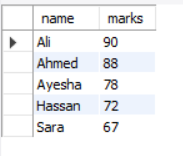 name marks
Ali 90
Ahmed 88
Ayesha 78
Hassan 72
Sara 67